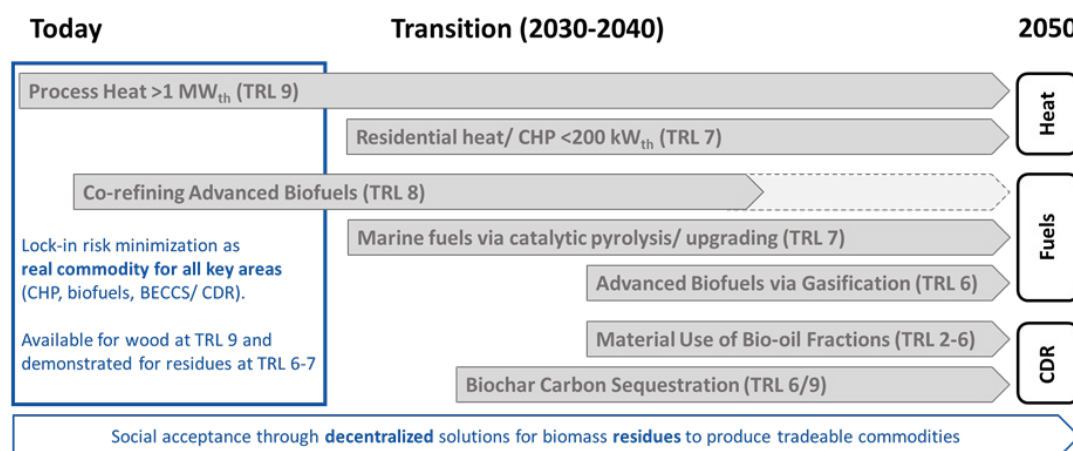 Today
Transition (2030-2040)
2050
Process Heat >1 MWth (TRL 9)
Residential heat/ CHP <200 kWth (TRL 7)
Heat
Co-refining Advanced Biofuels (TRL 8)
Marine fuels via catalytic pyrolysis/ upgrading (TRL 7)
Advanced Biofuels via Gasification (TRL 6)
Fuels
Lock-in risk minimization as
real commodity for all key areas
(CHP, biofuels, BECCS/ CDR).
Available for wood at TRL 9 and
demonstrated for residues at TRL 6-7
Material Use of Bio-oil Fractions (TRL 2-6)
Biochar Carbon Sequestration (TRL 6/9)
CDR
Social acceptance through decentralized solutions for biomass residues to produce tradeable commodities